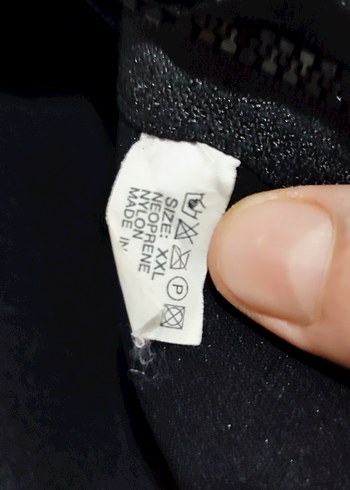 SIZE: XXL
NEOPRENE
NYLON
MADE IN
P